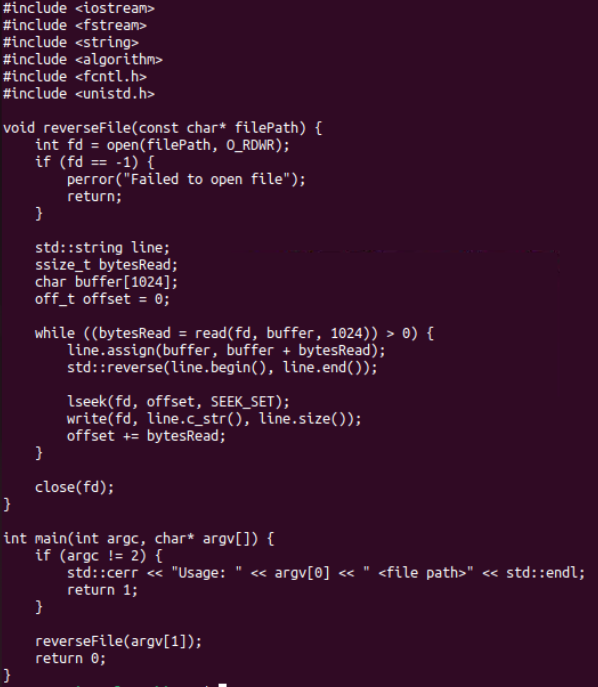 #include <iostream>
#include <fstream>
#include <string>
#include <algorithm>
#include <fcntl.h>
#include <unistd.h>

void reverseFile(const char* filePath) {
    int fd = open(filePath, O_RDWR);
    if (fd == -1) {
        perror("Failed to open file");
        return;
    }

    std::string line;
    ssize_t bytesRead;
    char buffer[1024];
    off_t offset = 0;

    while ((bytesRead = read(fd, buffer, 1024)) > 0) {
        line.assign(buffer, buffer + bytesRead);
        std::reverse(line.begin(), line.end());

        lseek(fd, offset, SEEK_SET);
        write(fd, line.c_str(), line.size());
        offset += bytesRead;
    }

    close(fd);
}

int main(int argc, char* argv[]) {
    if (argc != 2) {
        std::cerr << "Usage: " << argv[0] << " <file path>" << std::endl;
        return 1;
    }

    reverseFile(argv[1]);
    return 0;
}